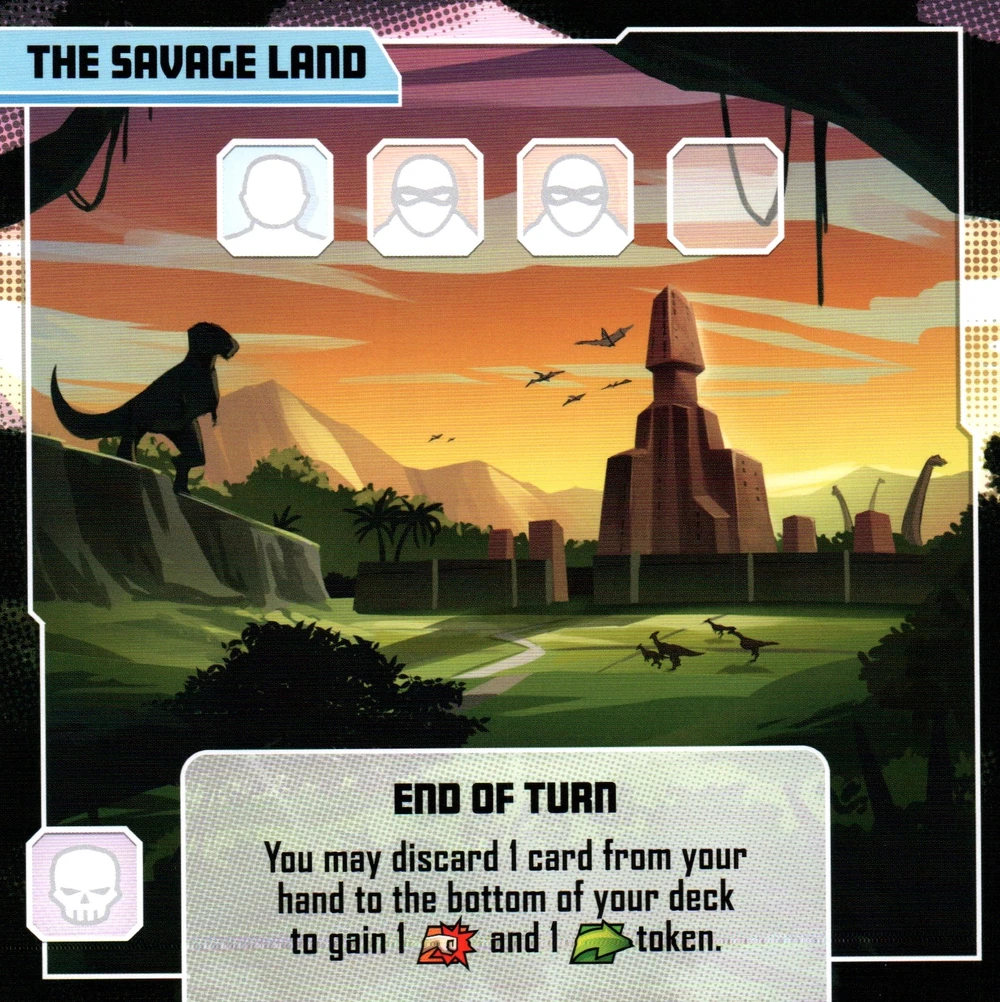 THE SAVAGE LAND
END OF TURN
You may discard 1 card from your
hand to the bottom of your deck
to gain 1 and 1 token.